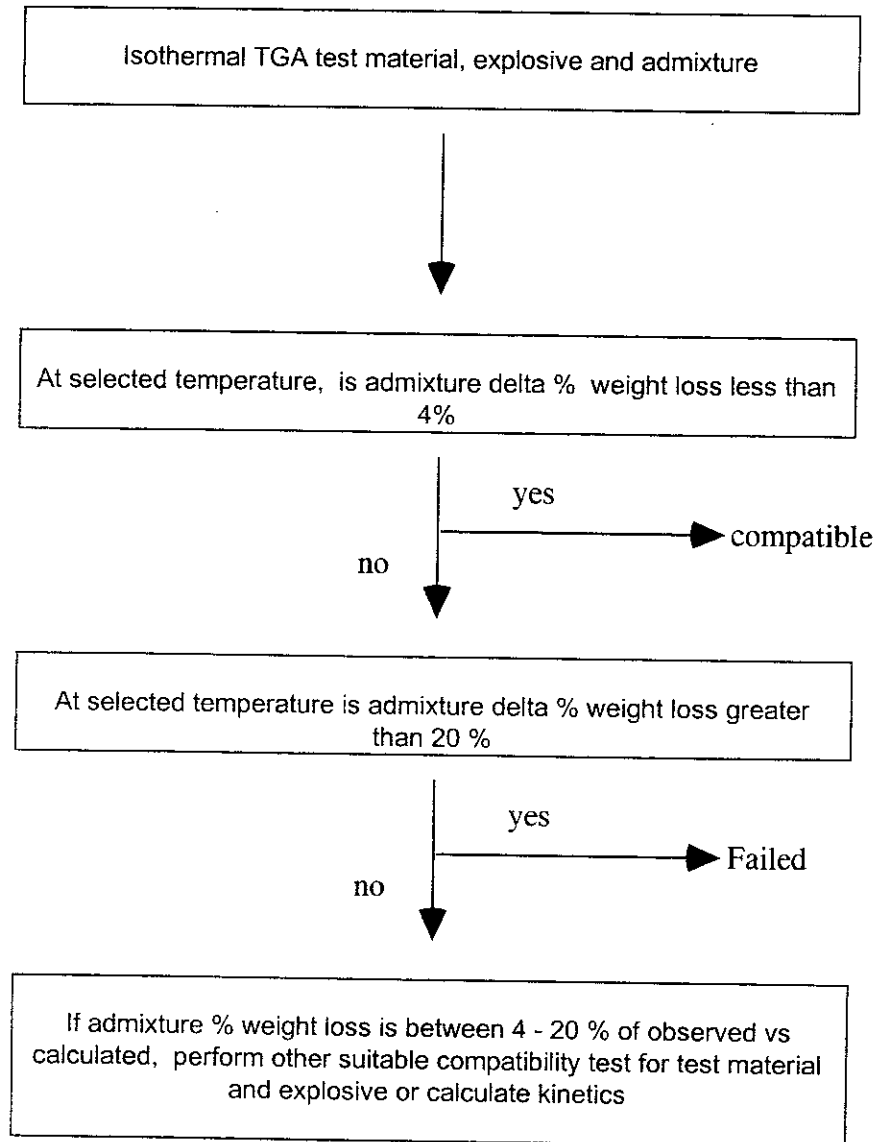 Isothermal TGA test material, explosive and admixture
At selected temperature, is admixture delta % weight loss less than
4%
yes
compatible
no
At selected temperature is admixture delta % weight loss greater
than 20 %
yes
Failed
no
If admixture % weight loss is between 4 - 20 % of observed vs
calculated, perform other suitable compatibility test for test material
and explosive or calculate kinetics